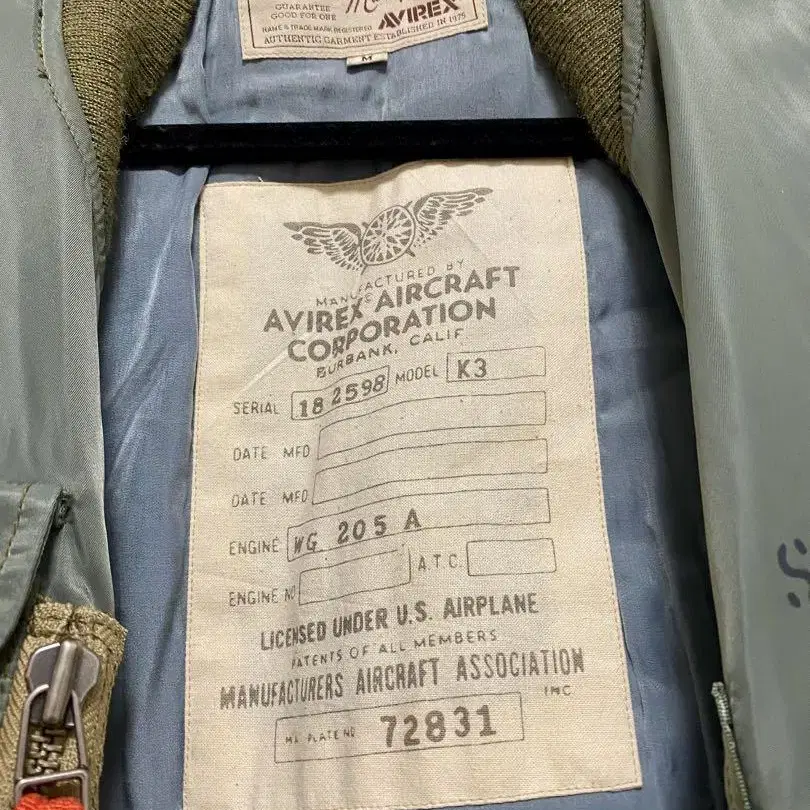 GUARANTEE
GOOD FOR ONE
AVIREX
NAME & TRADE MARK REGISTERED
AUTHENTIC GARMENT ESTABLISHED IN 1975
M
MANUFACTURED BY
AVIREX AIRCRAFT
CORPORATION
BURBANK, CALIF
SERIAL 182598 MODEL K3
DATE MFD
DATE MFD
ENGINE WG 205 A
ENGINE NO A.T.C.
LICENSED UNDER U.S. AIRPLANE
PATENTS OF ALL MEMBERS
MANUFACTURERS AIRCRAFT ASSOCIATION
INC
PLATE NO 72831